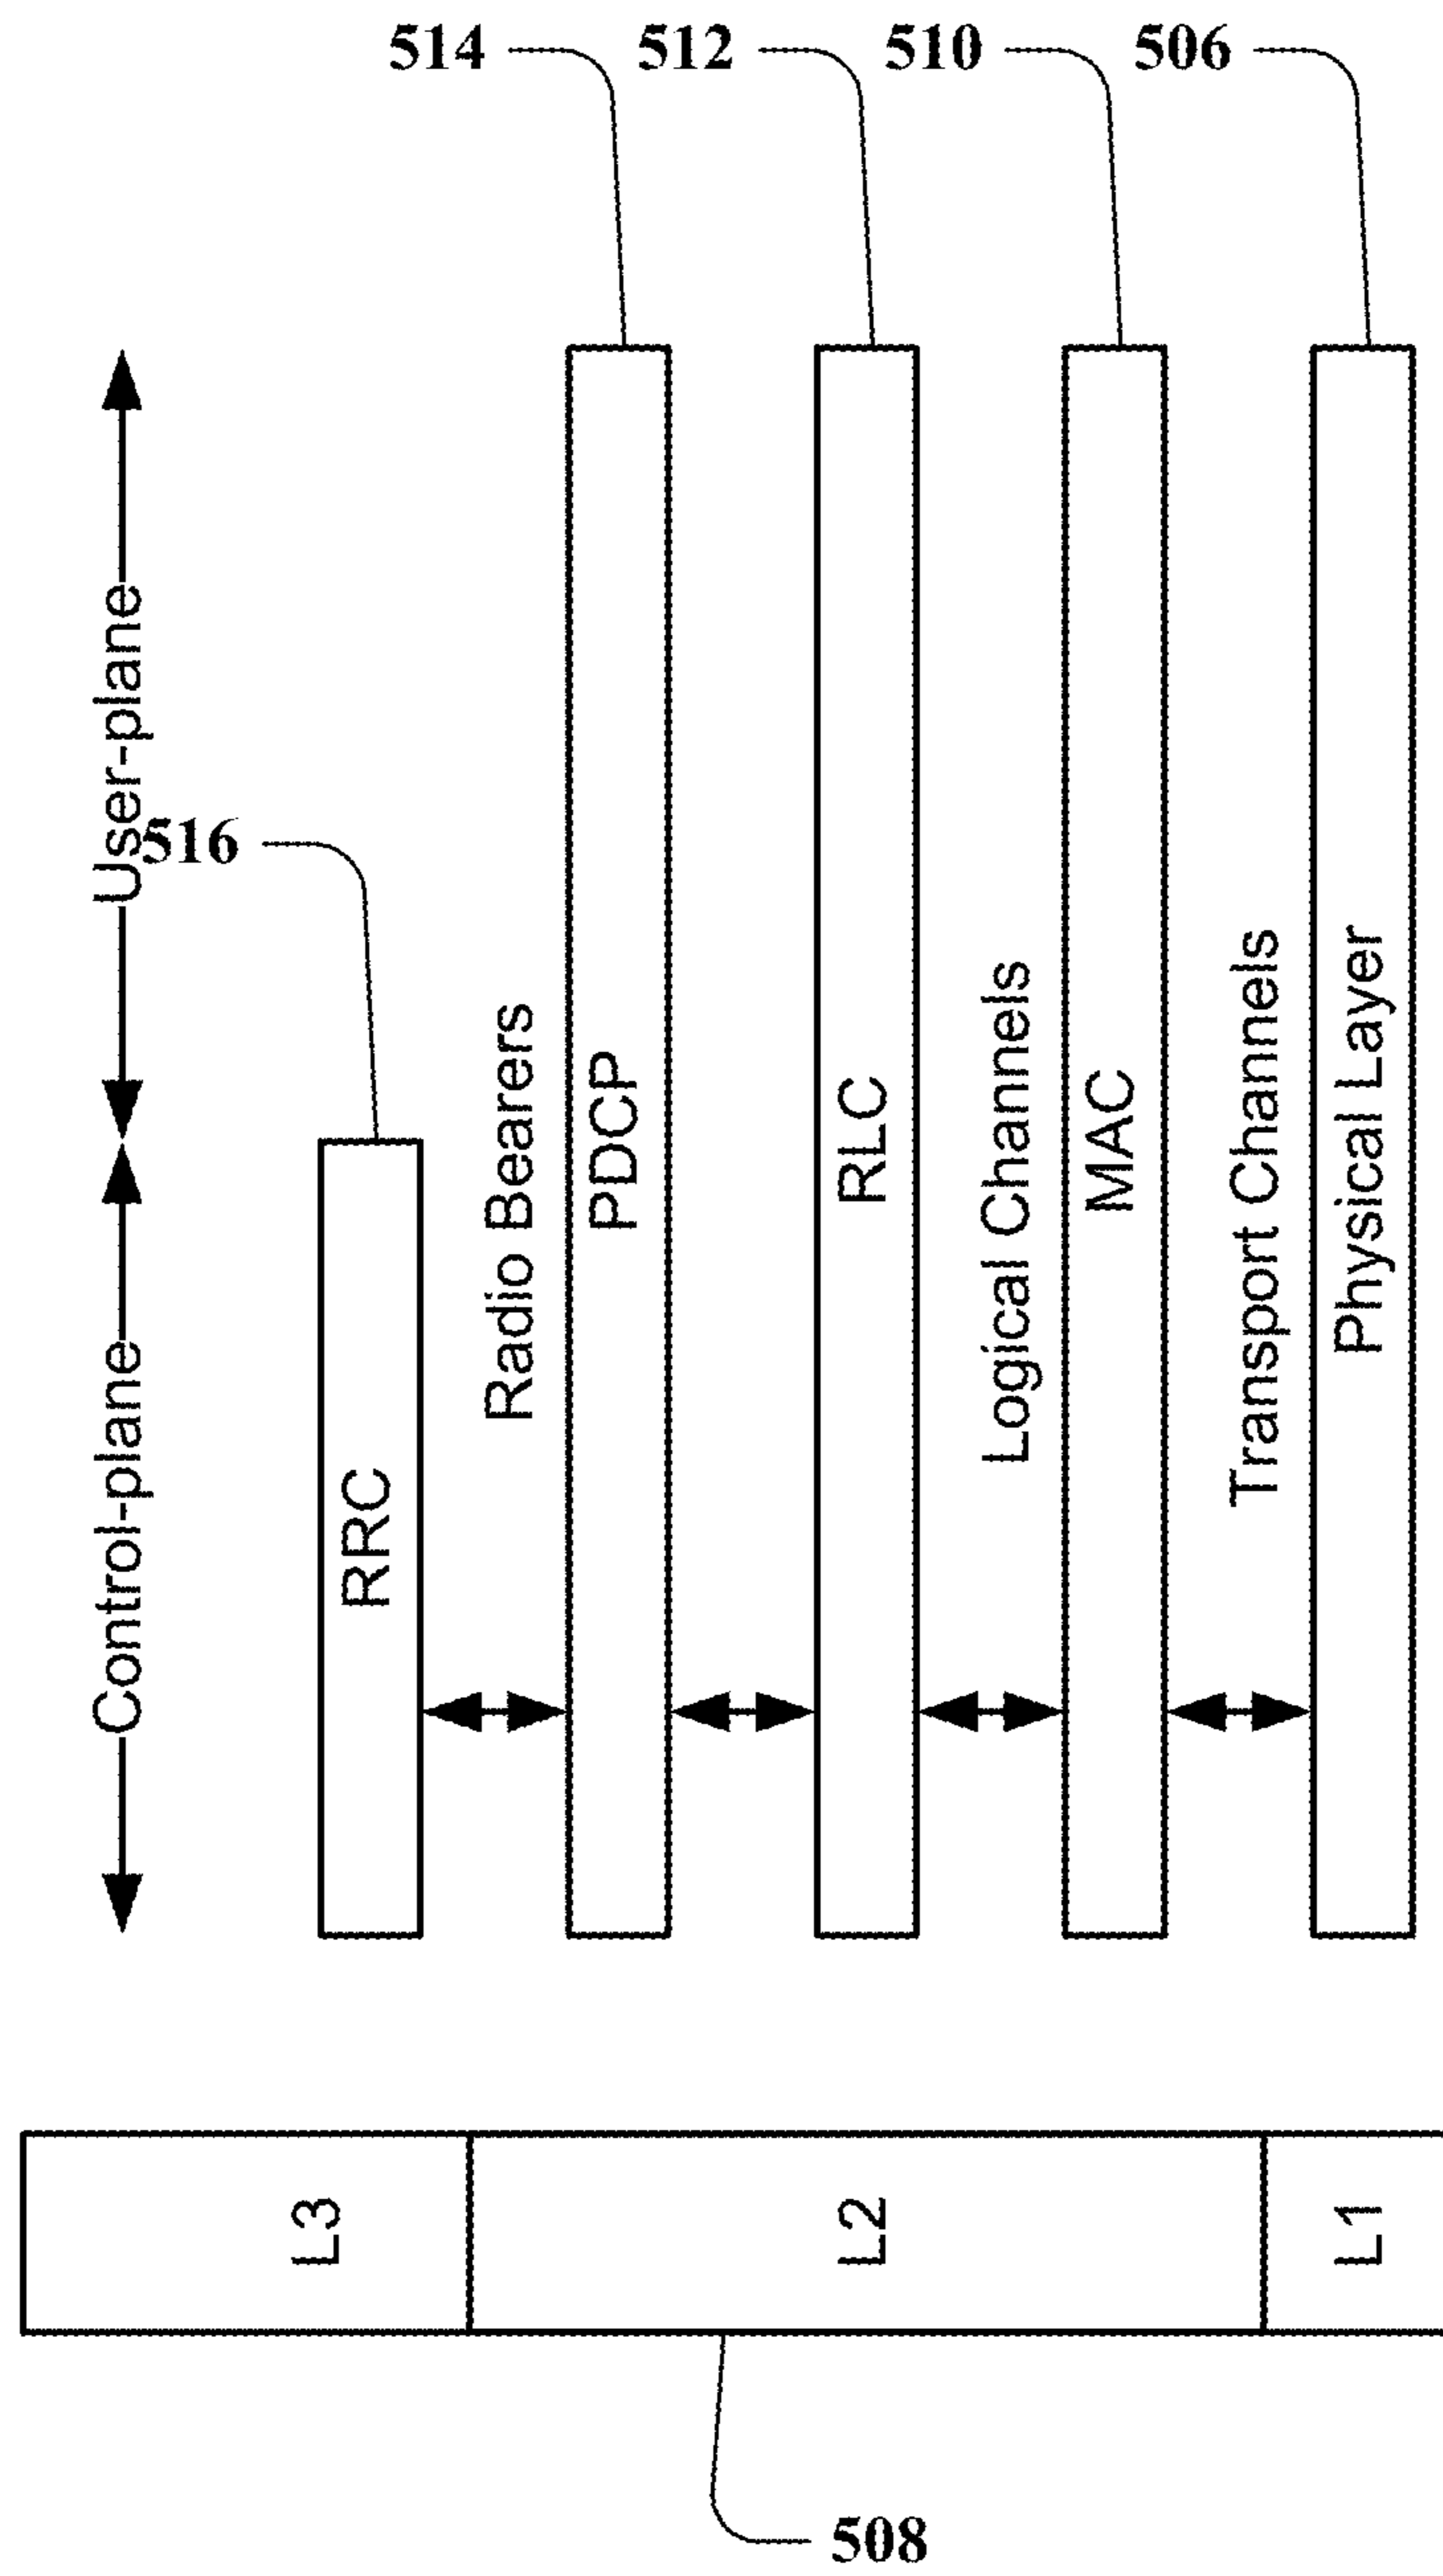 514
512
510
506
User-plane
Control-plane
516
RRC
Radio Bearers
PDCP
RLC
Logical Channels
MAC
Transport Channels
Physical Layer
L3
L2
L1
508